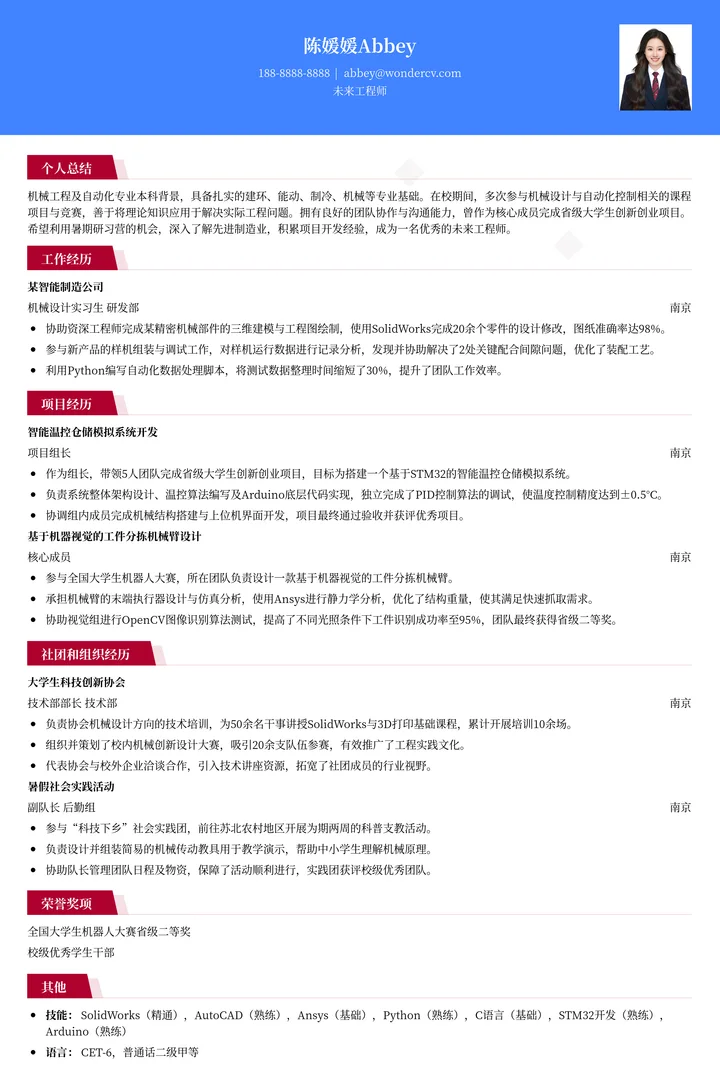 陈媛媛Abbey
188-8888-8888 | abbey@wondercv.com
未来工程师
个人总结
机械工程及自动化专业本科背景，具备扎实的建环、能动、制冷、机械等专业基础。在校期间，多次参与机械设计与自动化控制相关的课程
项目与竞赛，善于将理论知识应用于解决实际工程问题。拥有良好的团队协作与沟通能力，曾作为核心成员完成省级大学生创新创业项目。
希望利用暑期研习营的机会，深入了解先进制造业，积累项目开发经验，成为一名优秀的未来工程师。
工作经历
某智能制造公司
机械设计实习生 研发部 南京
• 协助资深工程师完成某精密机械部件的三维建模与工程图绘制，使用SolidWorks完成20余个零件的设计修改，图纸准确率达98%。
• 参与新产品的样机组装与调试工作，对样机运行数据进行记录分析，发现并协助解决了2处关键配合间隙问题，优化了装配工艺。
• 利用Python编写自动化数据处理脚本，将测试数据整理时间缩短了30%，提升了团队工作效率。
项目经历
智能温控仓储模拟系统开发
项目组长 南京
• 作为组长，带领5人团队完成省级大学生创新创业项目，目标为搭建一个基于STM32的智能温控仓储模拟系统。
• 负责系统整体架构设计、温控算法编写及Arduino底层代码实现，独立完成了PID控制算法的调试，使温度控制精度达到±0.5°C。
• 协调组内成员完成机械结构搭建与上位机界面开发，项目最终通过验收并获评优秀项目。
基于机器视觉的工件分拣机械臂设计
核心成员 南京
• 参与全国大学生机器人大赛，所在团队负责设计一款基于机器视觉的工件分拣机械臂。
• 承担机械臂的末端执行器设计与仿真分析，使用Ansys进行静力学分析，优化了结构重量，使其满足快速抓取需求。
• 协助视觉组进行OpenCV图像识别算法测试，提高了不同光照条件下工件识别成功率至95%，团队最终获得省级二等奖。
社团和组织经历
大学生科技创新协会
技术部部长 技术部 南京
• 负责协会机械设计方向的技术培训，为50余名干事讲授SolidWorks与3D打印基础课程，累计开展培训10余场。
• 组织并策划了校内机械创新设计大赛，吸引20余支队伍参赛，有效推广了工程实践文化。
• 代表协会与校外企业洽谈合作，引入技术讲座资源，拓宽了社团成员的行业视野。
暑假社会实践活动
副队长 后勤组 南京
• 参与“科技下乡”社会实践团，前往苏北农村地区开展为期两周的科普支教活动。
• 负责设计并组装简易的机械传动教具用于教学演示，帮助中小学生理解机械原理。
• 协助队长管理团队日程及物资，保障了活动顺利进行，实践团获评校级优秀团队。
荣誉奖项
全国大学生机器人大赛省级二等奖
校级优秀学生干部
其他
• 技能： SolidWorks（精通）, AutoCAD（熟练）, Ansys（基础）, Python（熟练）, C语言（基础）, STM32开发（熟练）,
Arduino（熟练）
• 语言： CET-6，普通话二级甲等